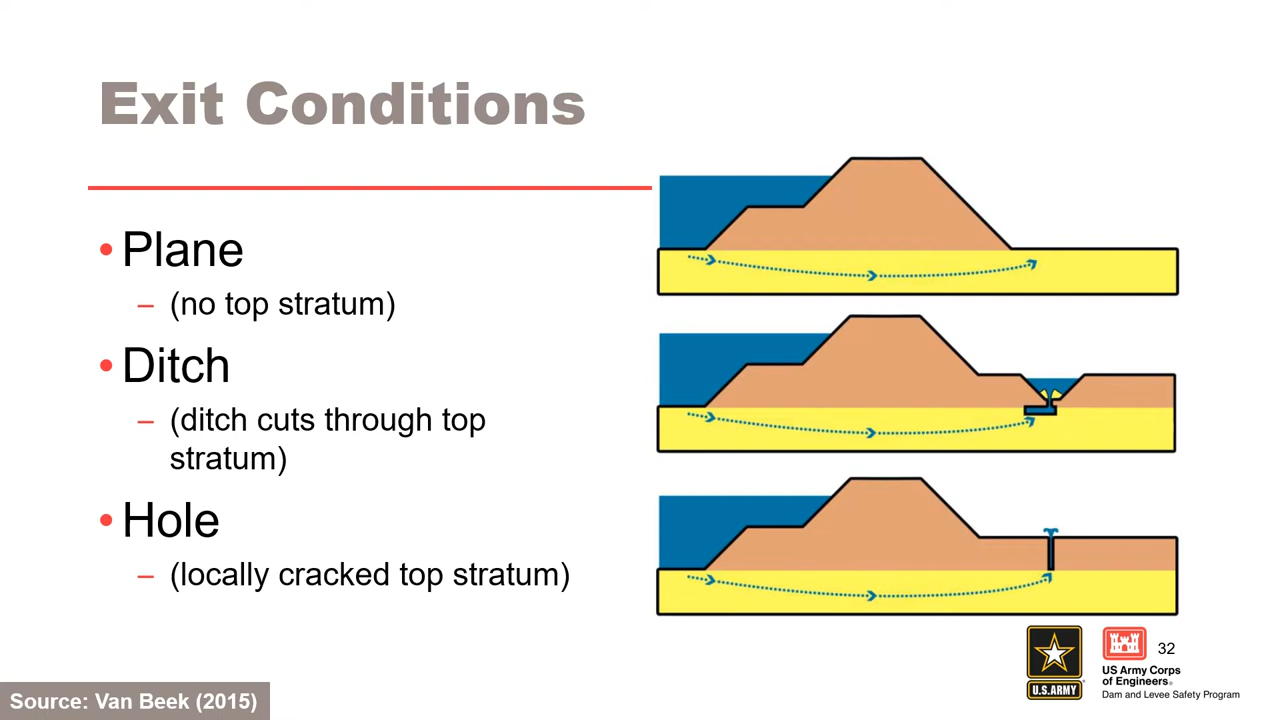 Exit Conditions
• Plane
– (no top stratum)
• Ditch
– (ditch cuts through top
stratum)
• Hole
– (locally cracked top stratum)
U.S.ARMY
US Army Corps
of Engineers®
Dam and Levee Safety Program
32
Source: Van Beek (2015)